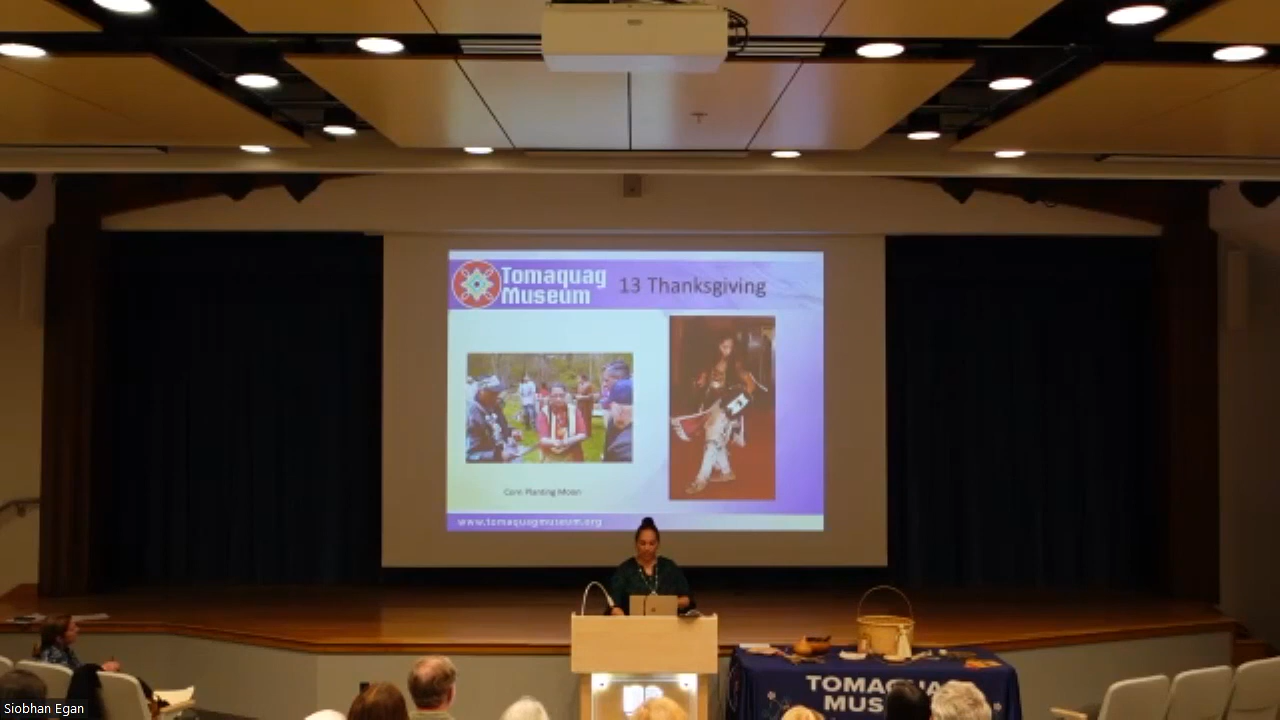 Tomaquag
Museum
13 Thanksgiving
Corn Planting Moon
www.tomaquagmuseum.org
TOMAQUAG
MUS
Siobhan Egan